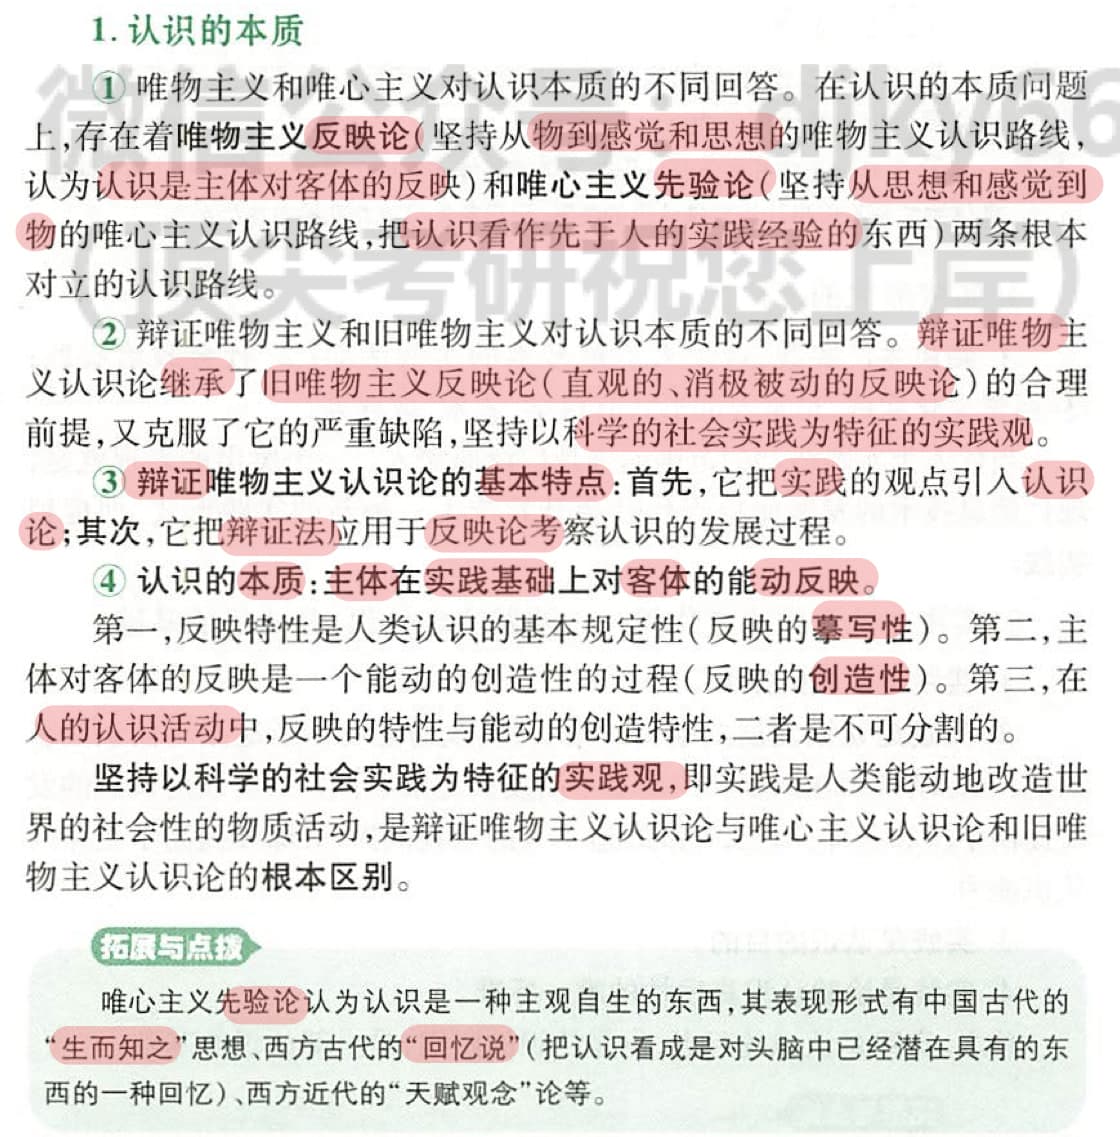 1. 认识的本质
① 唯物主义和唯心主义对认识本质的不同回答。在认识的本质问题
上,存在着唯物主义反映论(坚持从物到感觉和思想的唯物主义认识路线,
认为认识是主体对客体的反映)和唯心主义先验论(坚持从思想和感觉到
物的唯心主义认识路线,把认识看作先于人的实践经验的东西)两条根本
对立的认识路线。
② 辩证唯物主义和旧唯物主义对认识本质的不同回答。辩证唯物主
义认识论继承了旧唯物主义反映论(直观的、消极被动的反映论)的合理
前提,又克服了它的严重缺陷,坚持以科学的社会实践为特征的实践观。
③ 辩证唯物主义认识论的基本特点:首先,它把实践的观点引入认识
论;其次,它把辩证法应用于反映论考察认识的发展过程。
④ 认识的本质:主体在实践基础上对客体的能动反映。
第一,反映特性是人类认识的基本规定性(反映的摹写性)。第二,主
体对客体的反映是一个能动的创造性的过程(反映的创造性)。第三,在
人的认识活动中,反映的特性与能动的创造特性,二者是不可分割的。
坚持以科学的社会实践为特征的实践观,即实践是人类能动地改造世
界的社会性的物质活动,是辩证唯物主义认识论与唯心主义认识论和旧唯
物主义认识论的根本区别。
拓展与点拨
唯心主义先验论认为认识是一种主观自生的东西,其表现形式有中国古代的
“生而知之”思想、西方古代的“回忆说”(把认识看成是对头脑中已经潜在具有的东
西的一种回忆)、西方近代的“天赋观念”论等。
微信公众号:djky66
(顶尖考研祝您上岸)